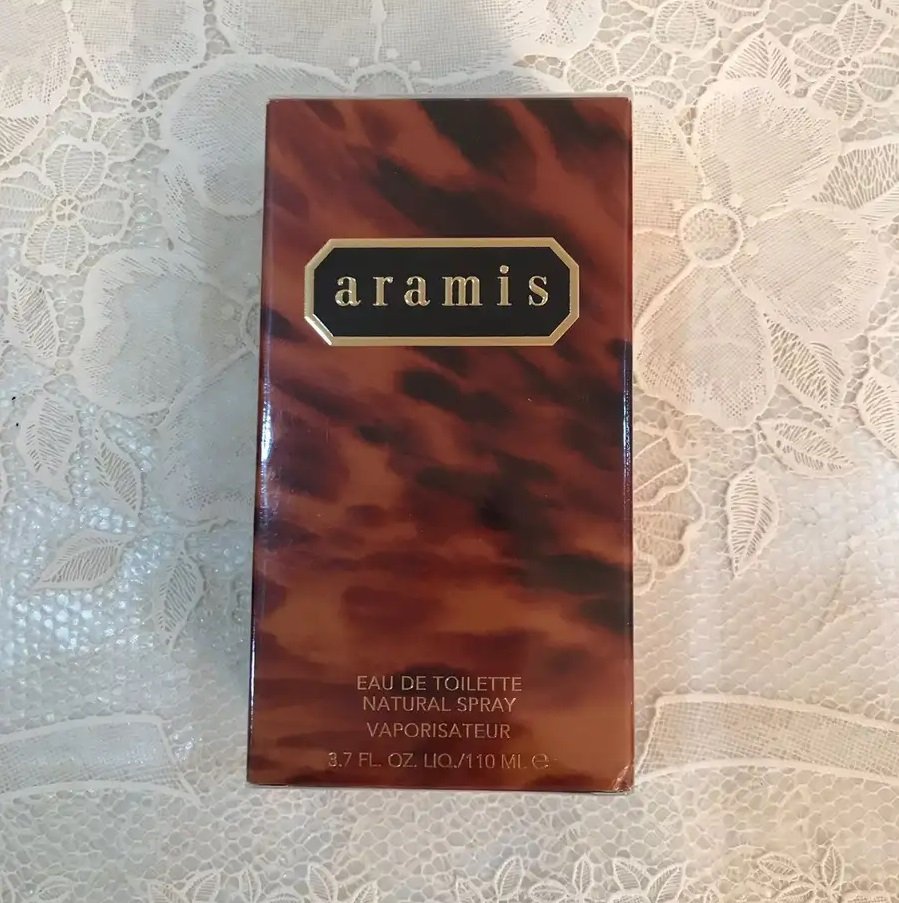 aramis
EAU DE TOILETTE
NATURAL SPRAY
VAPORISATEUR
3.7 FL. OZ. LIQ./110 ML ℮